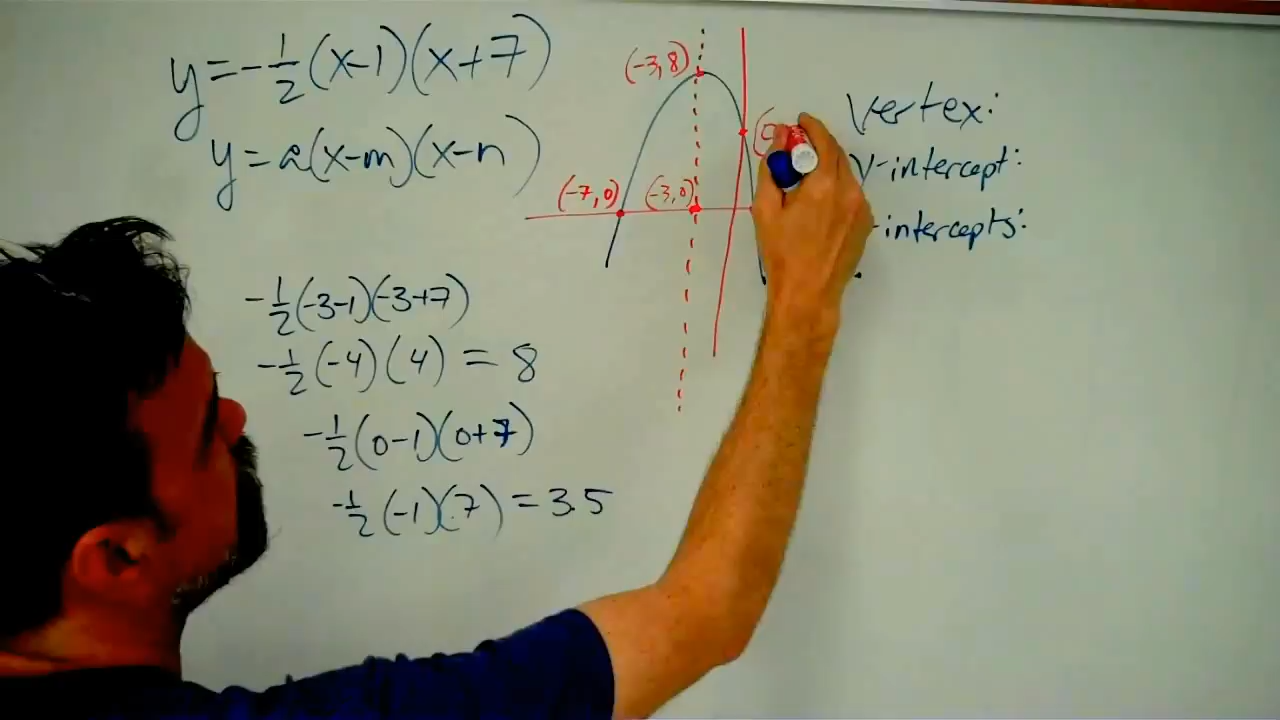 y=-1/2(x-1)(x+7)
y=a(x-m)(x-n)
-1/2(-3-1)(-3+7)
-1/2(-4)(4)=8
-1/2(0-1)(0+7)
-1/2(-1)(7)=3.5
(-3,8)
(-7,0)
(-3,0)
Vertex:
y-intercept:
-intercepts: